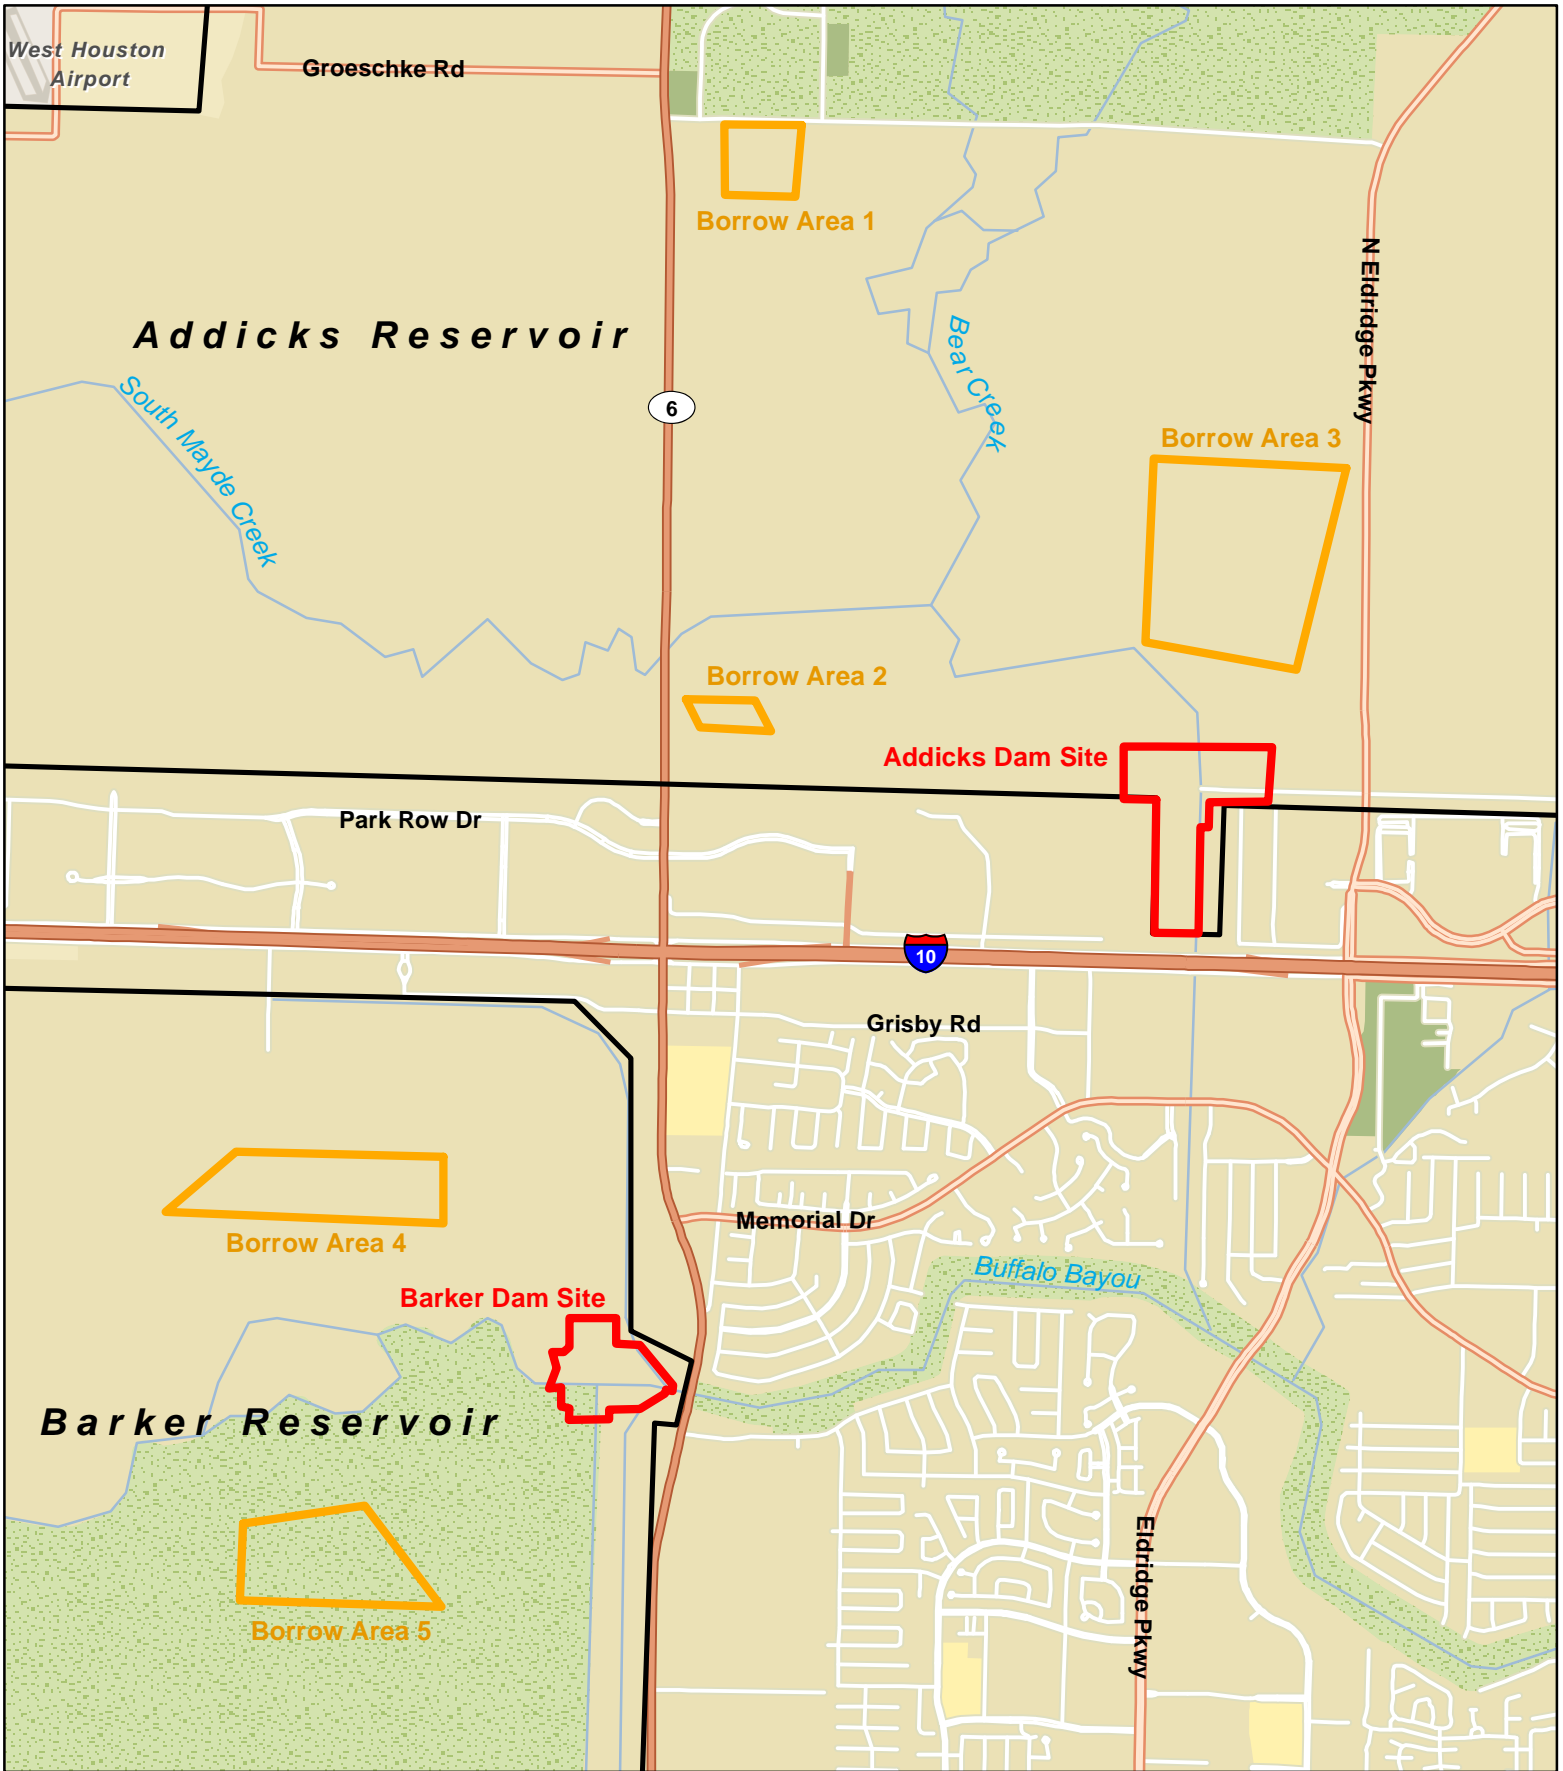 West Houston
Airport
Groeschke Rd
Borrow Area 1
N Eldridge Pkwy
Addicks Reservoir
Bear Creek
South Mayde Creek
6
Borrow Area 3
Borrow Area 2
Addicks Dam Site
Park Row Dr
10
Grisby Rd
Memorial Dr
Borrow Area 4
Buffalo Bayou
Barker Dam Site
Barker Reservoir
Eldridge Pkwy
Borrow Area 5